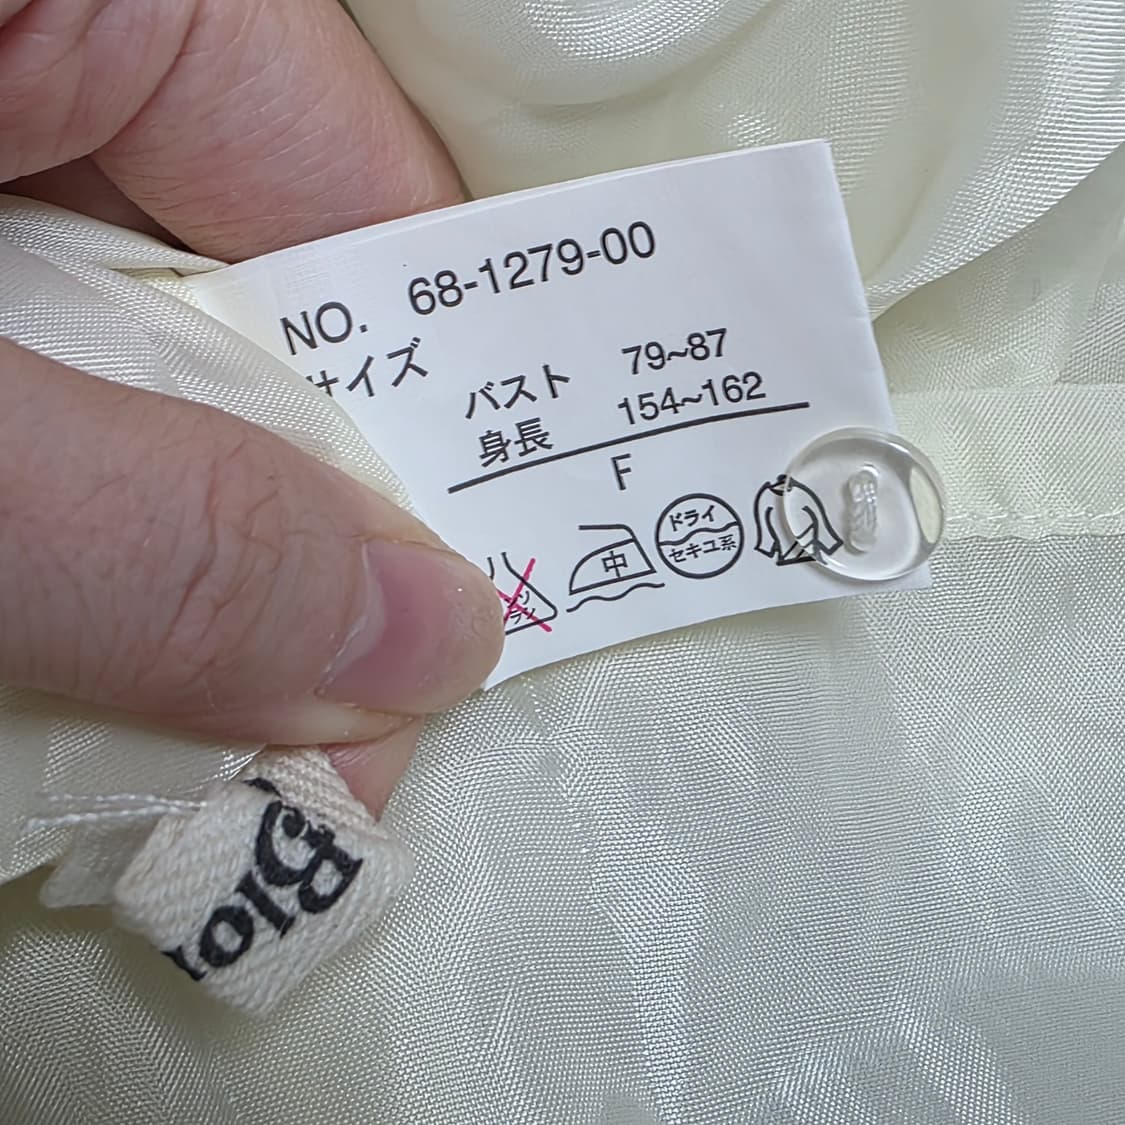 NO. 68-1279-00
サイズ
バスト 79~87
身長 154~162
F
中
ドライ
セキユ系